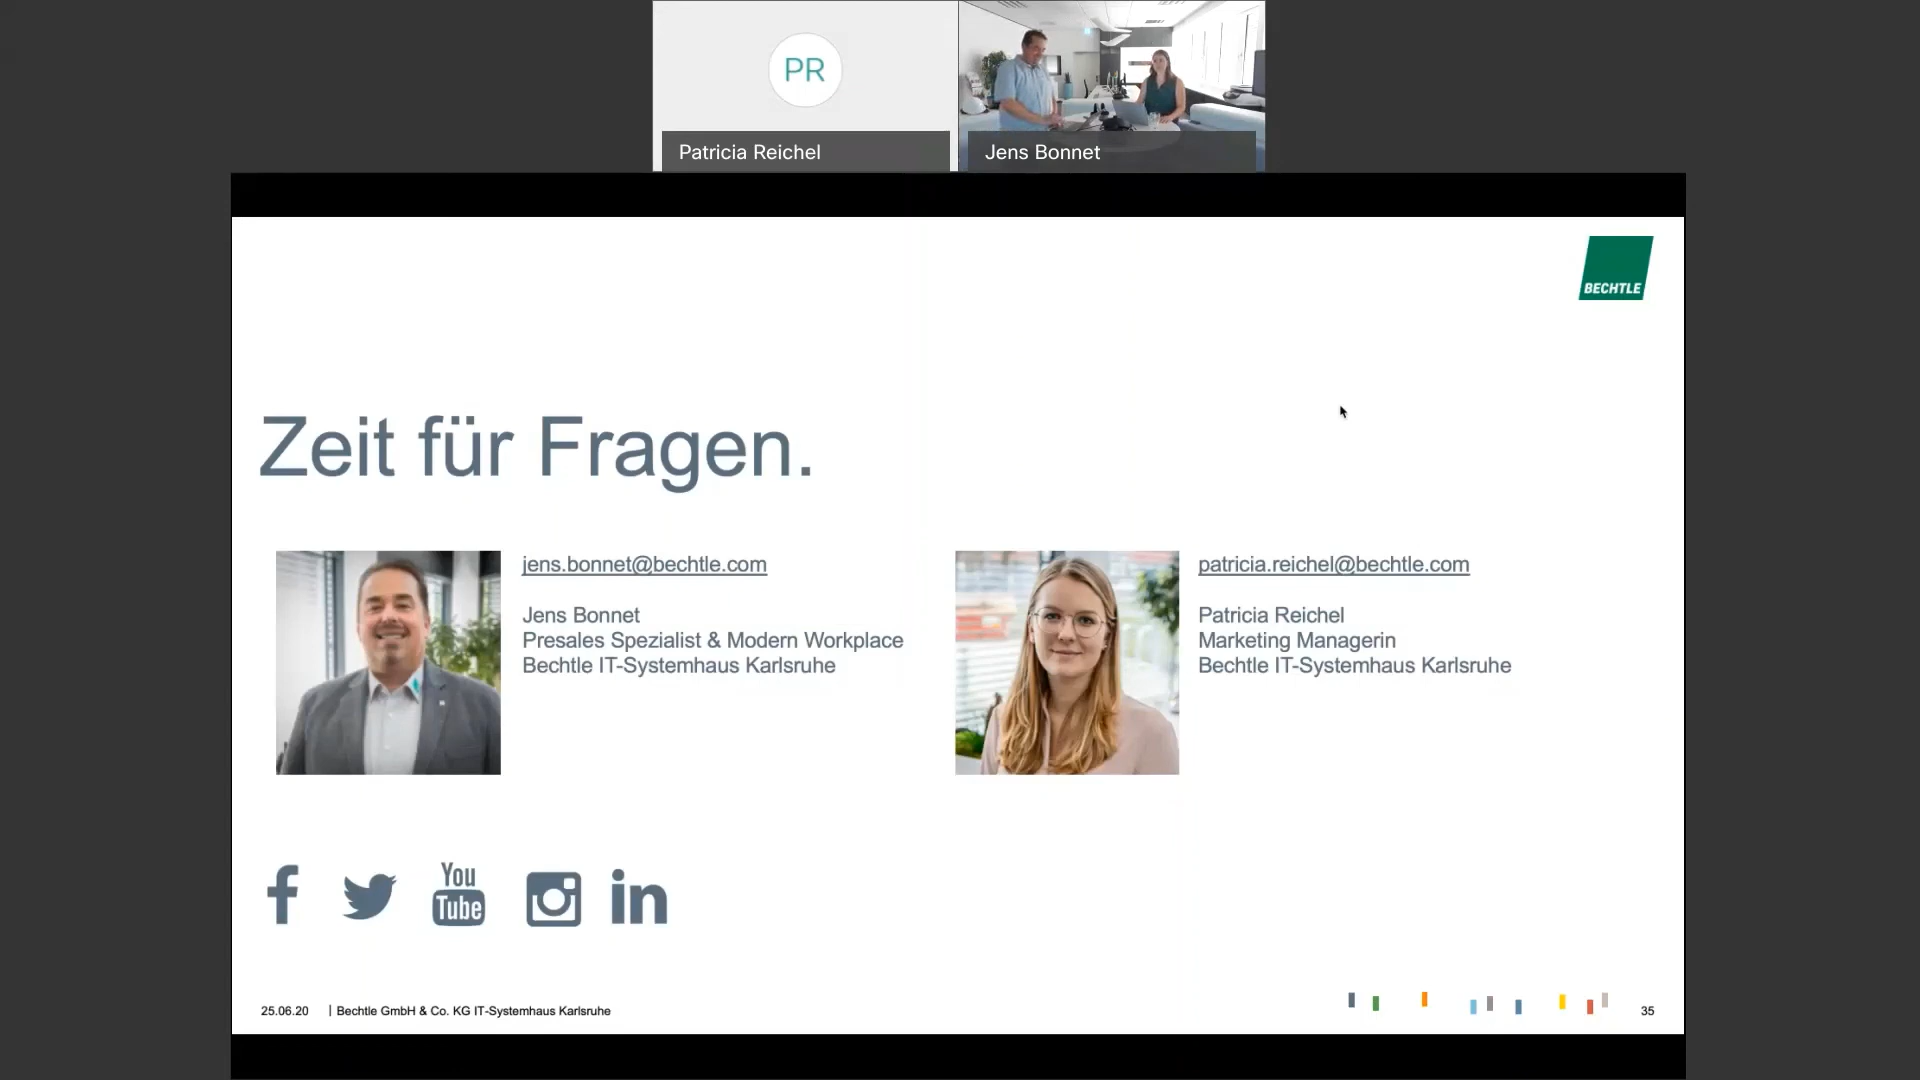 PR
Patricia Reichel
Jens Bonnet
BECHTLE
Zeit für Fragen.
jens.bonnet@bechtle.com
Jens Bonnet
Presales Spezialist & Modern Workplace
Bechtle IT-Systemhaus Karlsruhe
patricia.reichel@bechtle.com
Patricia Reichel
Marketing Managerin
Bechtle IT-Systemhaus Karlsruhe
f
You
Tube
in
25.06.20 | Bechtle GmbH & Co. KG IT-Systemhaus Karlsruhe
35